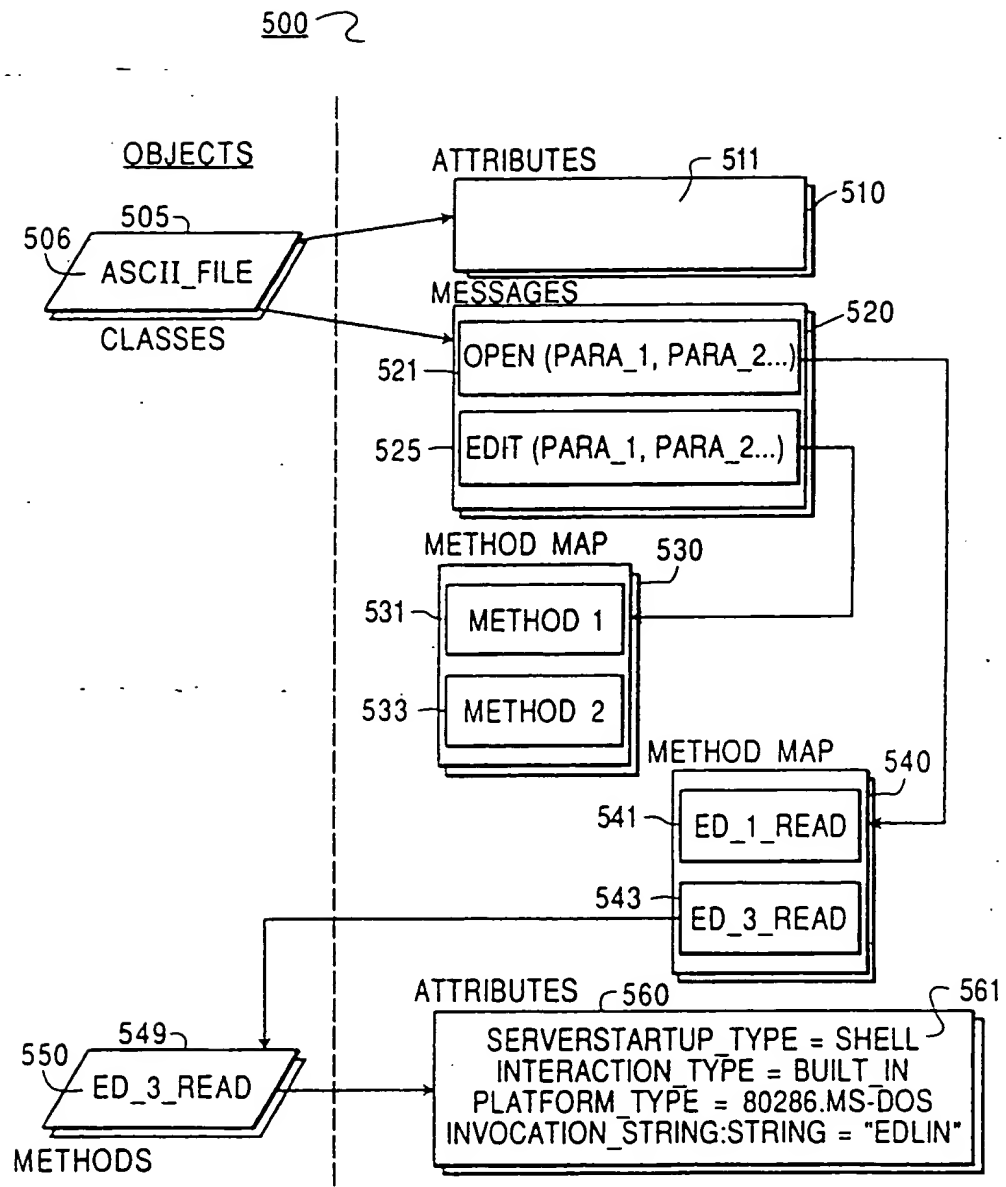 500
OBJECTS
ATTRIBUTES
511
510
505
506
ASCII_FILE
CLASSES
MESSAGES
520
521
OPEN (PARA_1, PARA_2...)
525
EDIT (PARA_1, PARA_2...)
METHOD MAP
530
531
METHOD 1
533
METHOD 2
METHOD MAP
540
541
ED_1_READ
543
ED_3_READ
ATTRIBUTES
560
561
SERVERSTARTUP_TYPE = SHELL
INTERACTION_TYPE = BUILT_IN
PLATFORM_TYPE = 80286.MS-DOS
INVOCATION_STRING:STRING = "EDLIN"
549
550
ED_3_READ
METHODS